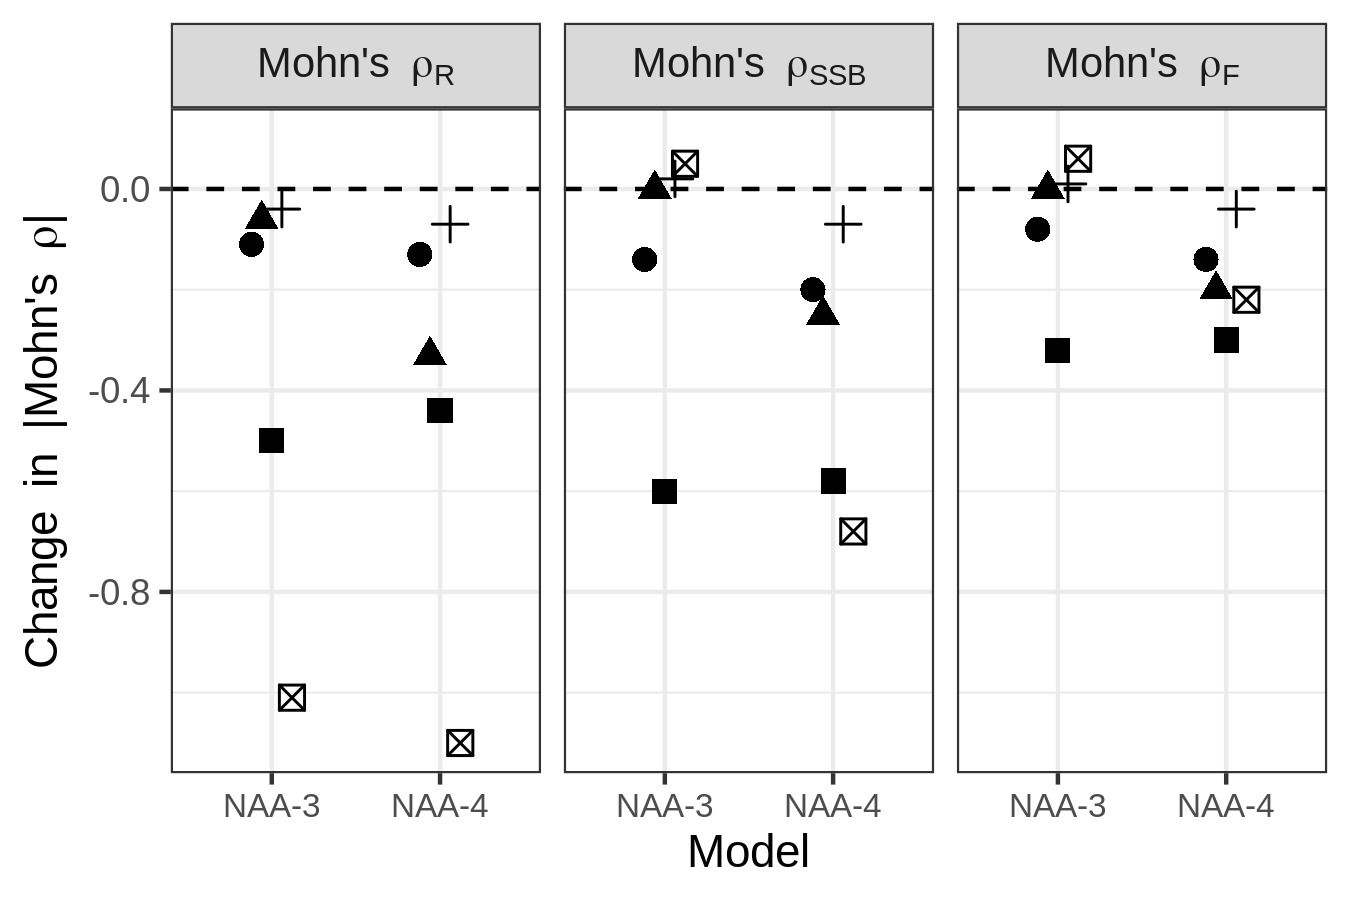 Mohn's ρR
Mohn's ρSSB
Mohn's ρF
Change in |Mohn's ρ|
0.0
-0.4
-0.8
NAA-3 NAA-4
NAA-3 NAA-4
NAA-3 NAA-4
Model